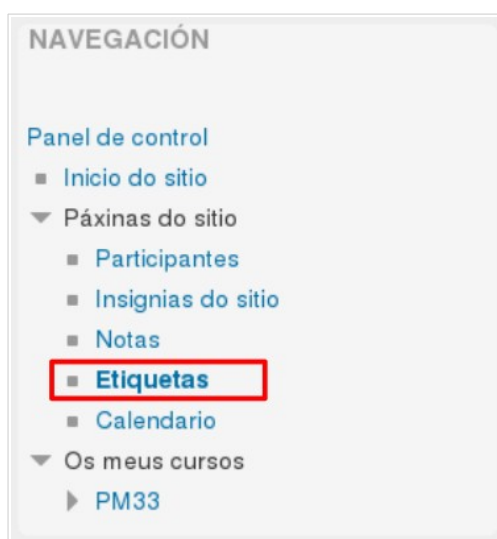 NAVEGACIÓN
Panel de control
Inicio do sitio
Páxinas do sitio
Participantes
Insignias do sitio
Notas
Etiquetas
Calendario
Os meus cursos
PM33